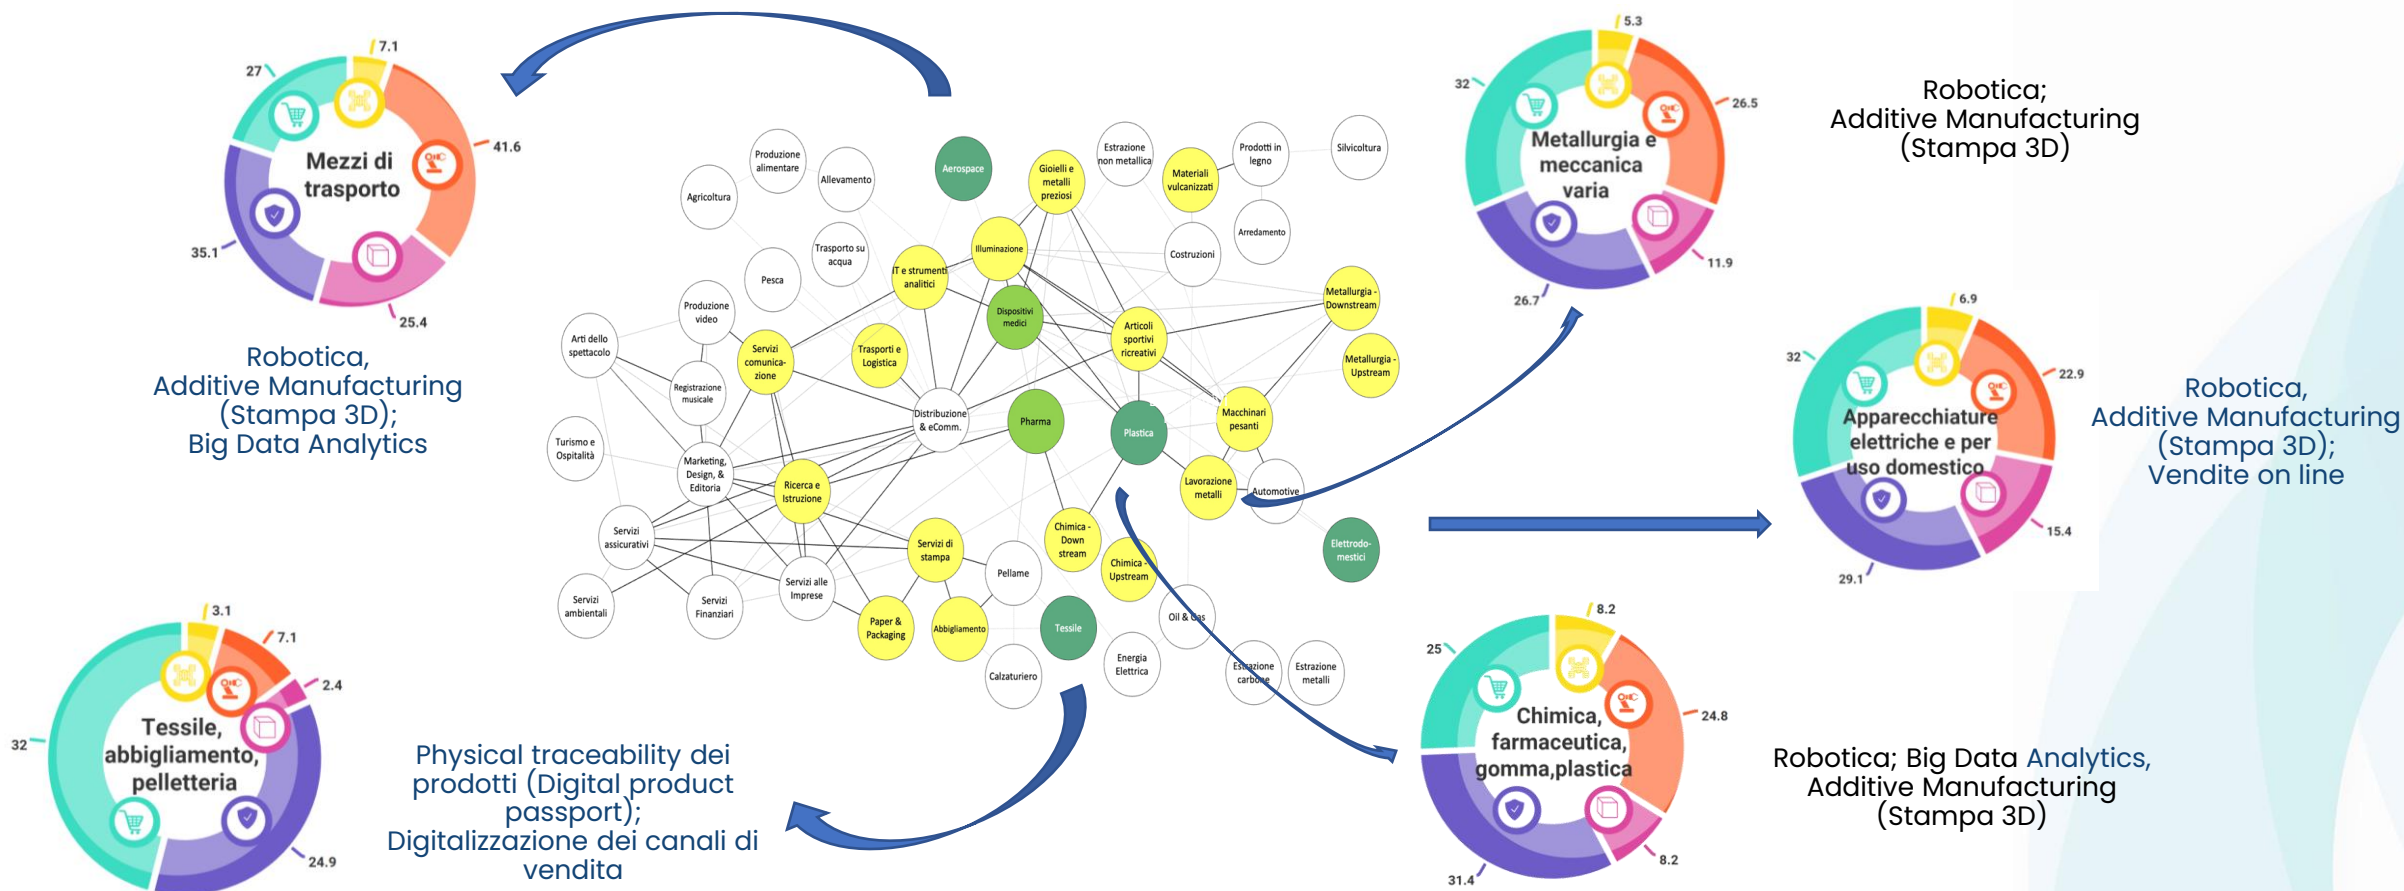 7.1
27
41.6
Mezzi di
trasporto
35.1
25.4
Robotica,
Additive Manufacturing
(Stampa 3D);
Big Data Analytics
3.1
7.1
2.4
Tessile,
abbigliamento,
pelletteria
32
24.9
Physical traceability dei
prodotti (Digital product
passport);
Digitalizzazione dei canali di
vendita
Produzione
alimentare
Agricoltura
Allevamento
Aerospace
Gioielli e
metalli
preziosi
Estrazione
non metallica
Materiali
vulcanizzati
Prodotti in
legno
Silvicoltura
Arredamento
Trasporto su
acqua
Pesca
IT e strumenti
analitici
Illuminazione
Costruzioni
Produzione
video
Dispositivi
medici
Metallurgia -
Downstream
Arti dello
spettacolo
Servizi
comunica-
zione
Trasporti e
Logistica
Articoli
sportivi
ricreativi
Metallurgia -
Upstream
Registrazione
musicale
Distribuzione
& eComm.
Pharma
Plastica
Macchinari
pesanti
Turismo e
Ospitalità
Marketing,
Design, &
Editoria
Ricerca e
Istruzione
Lavorazione
metalli
Automotive
Servizi
assicurativi
Servizi di
stampa
Chimica -
Down
stream
Chimica -
Upstream
Elettrodo-
mestici
Servizi
ambientali
Servizi
Finanziari
Servizi alle
Imprese
Pellame
Oil & Gas
Paper &
Packaging
Abbigliamento
Tessile
Calzaturiero
Energia
Elettrica
Estrazione
carbone
Estrazione
metalli
5.3
32
26.5
Metallurgia e
meccanica
varia
11.9
26.7
Robotica;
Additive Manufacturing
(Stampa 3D)
6.9
32
22.9
Apparecchiature
elettriche e per
uso domestico
15.4
29.1
Robotica,
Additive Manufacturing
(Stampa 3D);
Vendite on line
8.2
25
24.8
Chimica,
farmaceutica,
gomma,plastica
8.2
31.4
Robotica; Big Data Analytics,
Additive Manufacturing
(Stampa 3D)